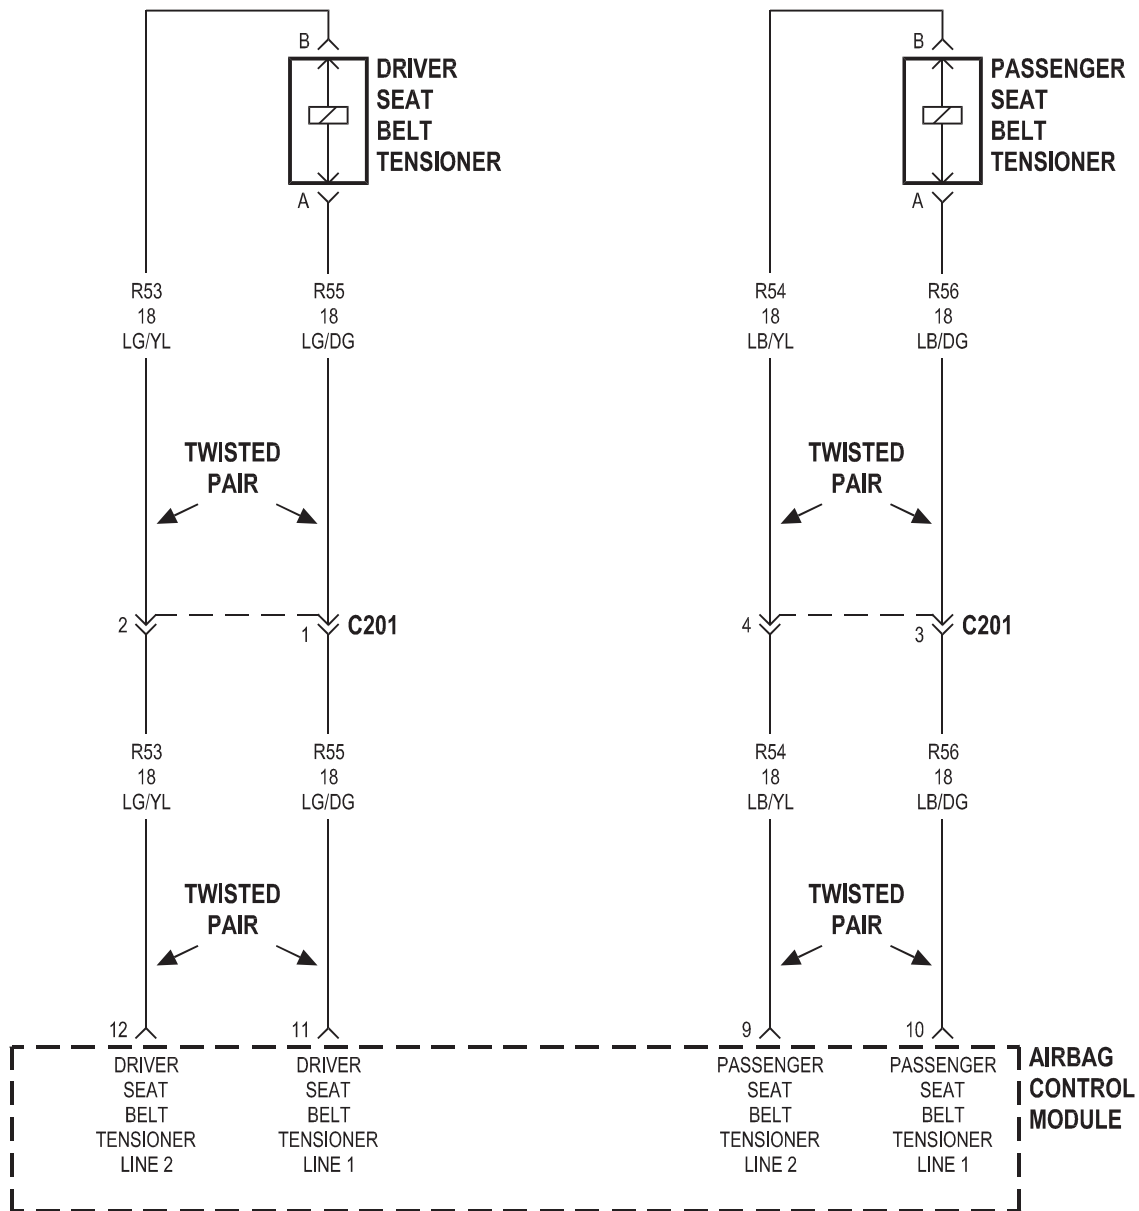 B
DRIVER
SEAT
BELT
TENSIONER
A
B
PASSENGER
SEAT
BELT
TENSIONER
A
R53
18
LG/YL
R55
18
LG/DG
R54
18
LB/YL
R56
18
LB/DG
TWISTED
PAIR
TWISTED
PAIR
2
1
C201
4
3
C201
R53
18
LG/YL
R55
18
LG/DG
R54
18
LB/YL
R56
18
LB/DG
TWISTED
PAIR
TWISTED
PAIR
12
11
9
10
DRIVER
SEAT
BELT
TENSIONER
LINE 2
DRIVER
SEAT
BELT
TENSIONER
LINE 1
PASSENGER
SEAT
BELT
TENSIONER
LINE 2
PASSENGER
SEAT
BELT
TENSIONER
LINE 1
AIRBAG
CONTROL
MODULE